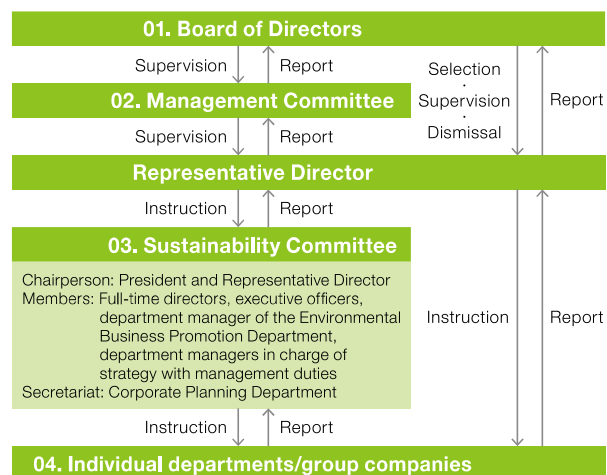 01. Board of Directors
Supervision
Report
Selection
・
Supervision
・
Dismissal
Report
02. Management Committee
Supervision
Report
Representative Director
Instruction
Report
03. Sustainability Committee
Chairperson: President and Representative Director
Members: Full-time directors, executive officers,
department manager of the Environmental
Business Promotion Department,
department managers in charge of
strategy with management duties
Secretariat: Corporate Planning Department
Instruction
Report
Instruction
Report
04. Individual departments/group companies